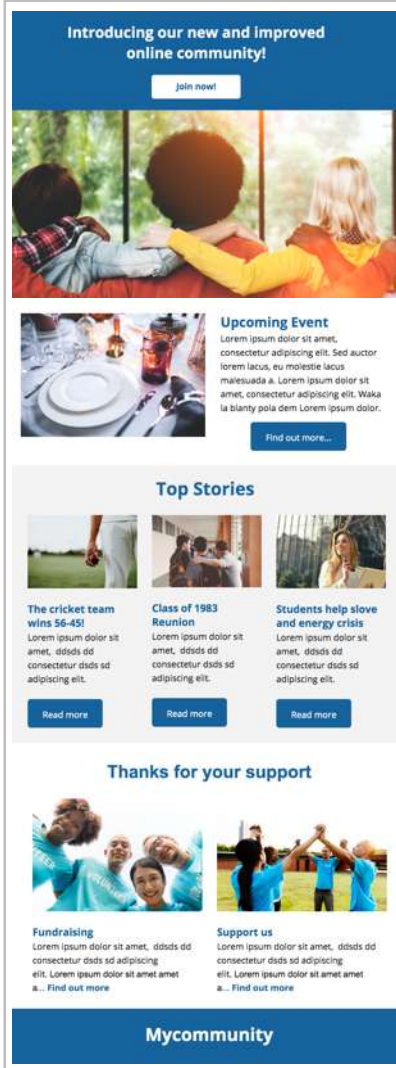 Introducing our new and improved
online community!
Join now!
Upcoming Event
Lorem ipsum dolor sit amet,
consectetur adipiscing elit. Sed auctor
lorem lacus, eu molestie lacus
malesuada a. Lorem ipsum dolor sit
amet, consectetur adipiscing elit. Waka
la blanty pola dem Lorem ipsum dolor.
Find out more...
Top Stories
The cricket team
wins 56-45!
Lorem ipsum dolor sit
amet, ddsds dd
consectetur dsds sd
adipiscing elit.
Read more
Class of 1983
Reunion
Lorem ipsum dolor sit
amet, ddsds dd
consectetur dsds sd
adipiscing elit.
Read more
Students help slove
and energy crisis
Lorem ipsum dolor sit
amet, ddsds dd
consectetur dsds sd
adipiscing elit.
Read more
Thanks for your support
VOLUNTEER
Fundraising
Lorem ipsum dolor sit amet, ddsds dd
consectetur dsds sd adipiscing
elit. Lorem ipsum dolor sit amet amet
a... Find out more
Support us
Lorem ipsum dolor sit amet, ddsds dd
consectetur dsds sd adipiscing
elit. Lorem ipsum dolor sit amet amet
a... Find out more
Mycommunity